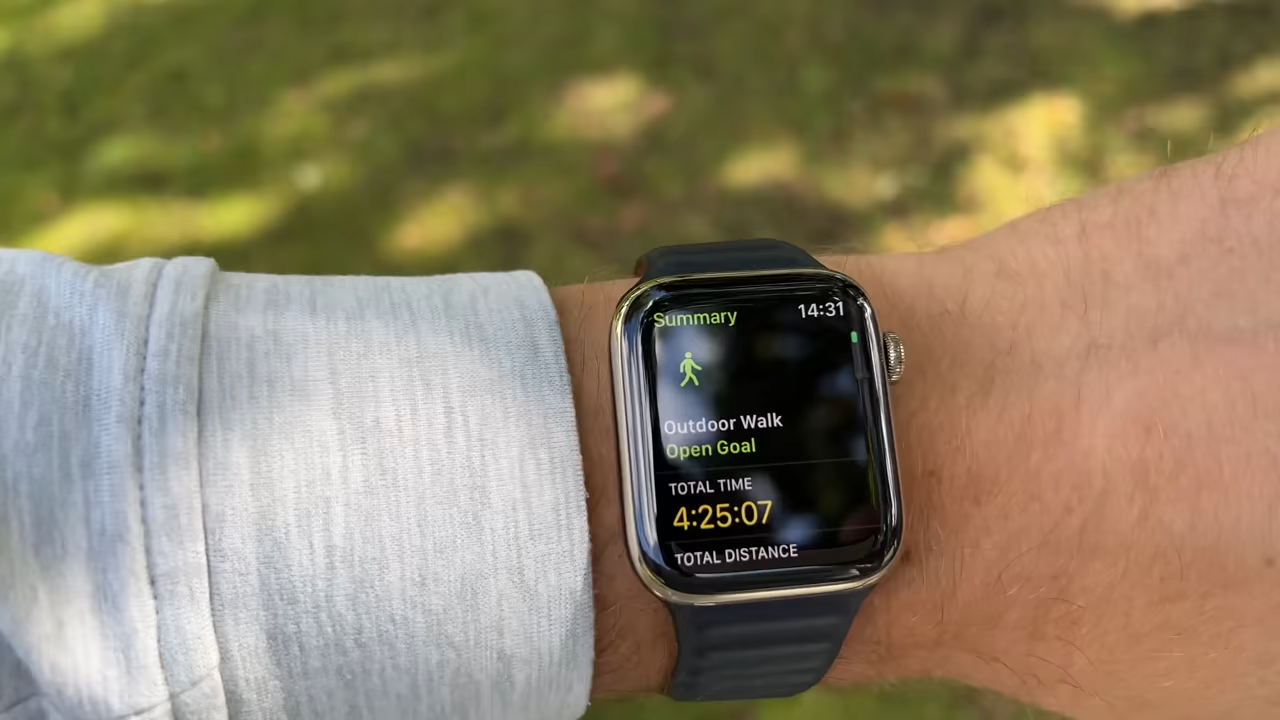 Summary 14:31
Outdoor Walk
Open Goal
TOTAL TIME
4:25:07
TOTAL DISTANCE